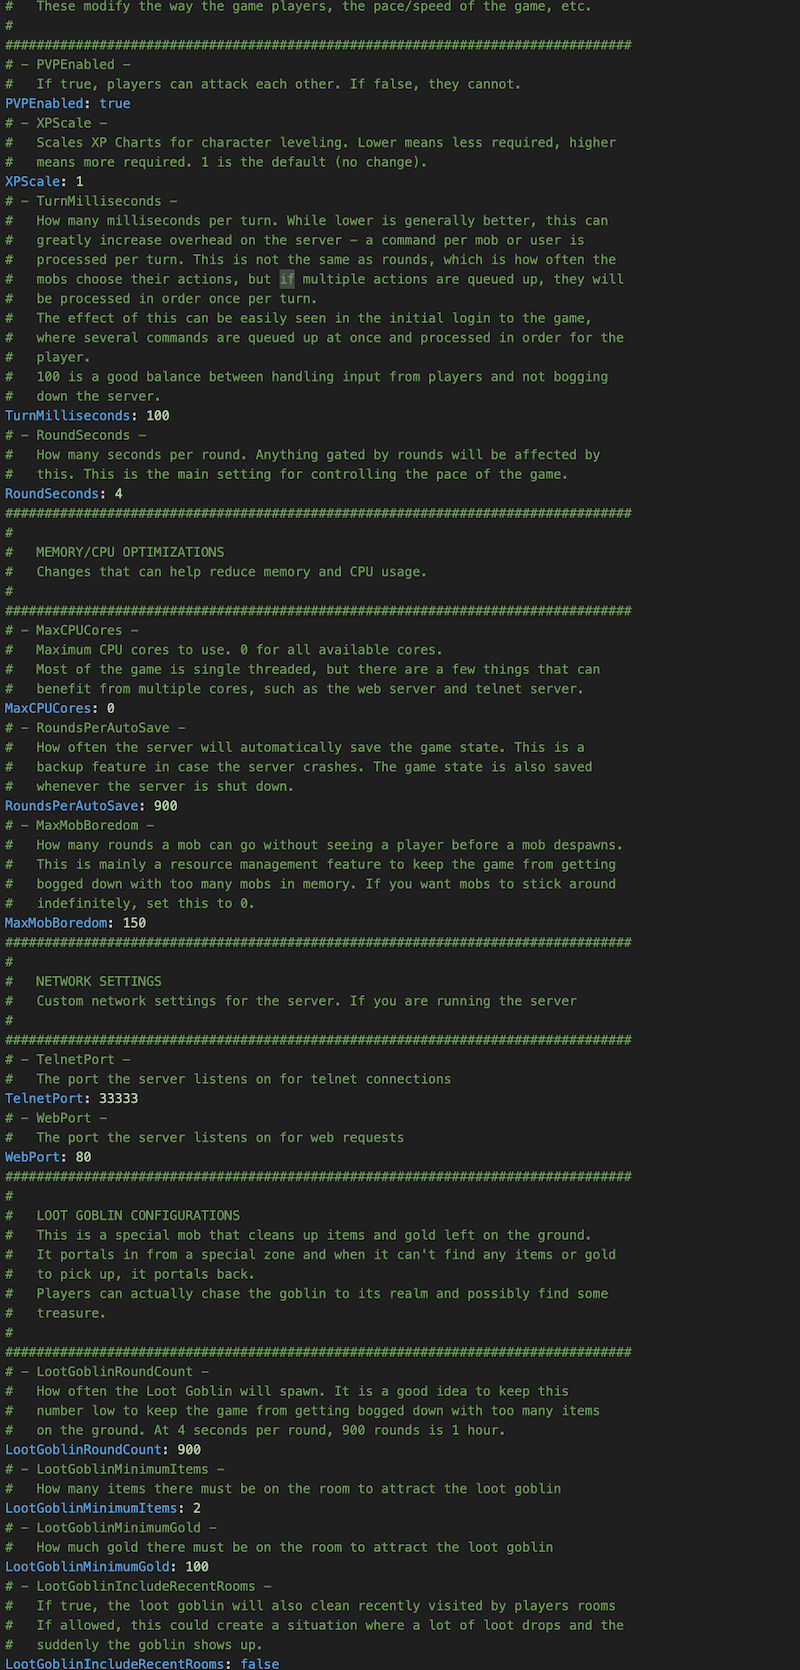 #   These modify the way the game players, the pace/speed of the game, etc.
#
################################################################################
# - PVPEnabled -
#   If true, players can attack each other. If false, they cannot.
PVPEnabled: true
# - XPScale -
#   Scales XP Charts for character leveling. Lower means less required, higher
#   means more required. 1 is the default (no change).
XPScale: 1
# - TurnMilliseconds -
#   How many milliseconds per turn. While lower is generally better, this can
#   greatly increase overhead on the server - a command per mob or user is
#   processed per turn. This is not the same as rounds, which is how often the
#   mobs choose their actions, but if multiple actions are queued up, they will
#   be processed in order once per turn.
#   The effect of this can be easily seen in the initial login to the game,
#   where several commands are queued up at once and processed in order for the
#   player.
#   100 is a good balance between handling input from players and not bogging
#   down the server.
TurnMilliseconds: 100
# - RoundSeconds -
#   How many seconds per round. Anything gated by rounds will be affected by
#   this. This is the main setting for controlling the pace of the game.
RoundSeconds: 4
################################################################################
#
#   MEMORY/CPU OPTIMIZATIONS
#   Changes that can help reduce memory and CPU usage.
#
################################################################################
# - MaxCPUCores -
#   Maximum CPU cores to use. 0 for all available cores.
#   Most of the game is single threaded, but there are a few things that can
#   benefit from multiple cores, such as the web server and telnet server.
MaxCPUCores: 0
# - RoundsPerAutoSave -
#   How often the server will automatically save the game state. This is a
#   backup feature in case the server crashes. The game state is also saved
#   whenever the server is shut down.
RoundsPerAutoSave: 900
# - MaxMobBoredom -
#   How many rounds a mob can go without seeing a player before a mob despawns.
#   This is mainly a resource management feature to keep the game from getting
#   bogged down with too many mobs in memory. If you want mobs to stick around
#   indefinitely, set this to 0.
MaxMobBoredom: 150
################################################################################
#
#   NETWORK SETTINGS
#   Custom network settings for the server. If you are running the server
#
################################################################################
# - TelnetPort -
#   The port the server listens on for telnet connections
TelnetPort: 33333
# - WebPort -
#   The port the server listens on for web requests
WebPort: 80
################################################################################
#
#   LOOT GOBLIN CONFIGURATIONS
#   This is a special mob that cleans up items and gold left on the ground.
#   It portals in from a special zone and when it can't find any items or gold
#   to pick up, it portals back.
#   Players can actually chase the goblin to its realm and possibly find some
#   treasure.
#
################################################################################
# - LootGoblinRoundCount -
#   How often the Loot Goblin will spawn. It is a good idea to keep this
#   number low to keep the game from getting bogged down with too many items
#   on the ground. At 4 seconds per round, 900 rounds is 1 hour.
LootGoblinRoundCount: 900
# - LootGoblinMinimumItems -
#   How many items there must be on the room to attract the loot goblin
LootGoblinMinimumItems: 2
# - LootGoblinMinimumGold -
#   How much gold there must be on the room to attract the loot goblin
LootGoblinMinimumGold: 100
# - LootGoblinIncludeRecentRooms -
#   If true, the loot goblin will also clean recently visited by players rooms
#   If allowed, this could create a situation where a lot of loot drops and the
#   suddenly the goblin shows up.
LootGoblinIncludeRecentRooms: false